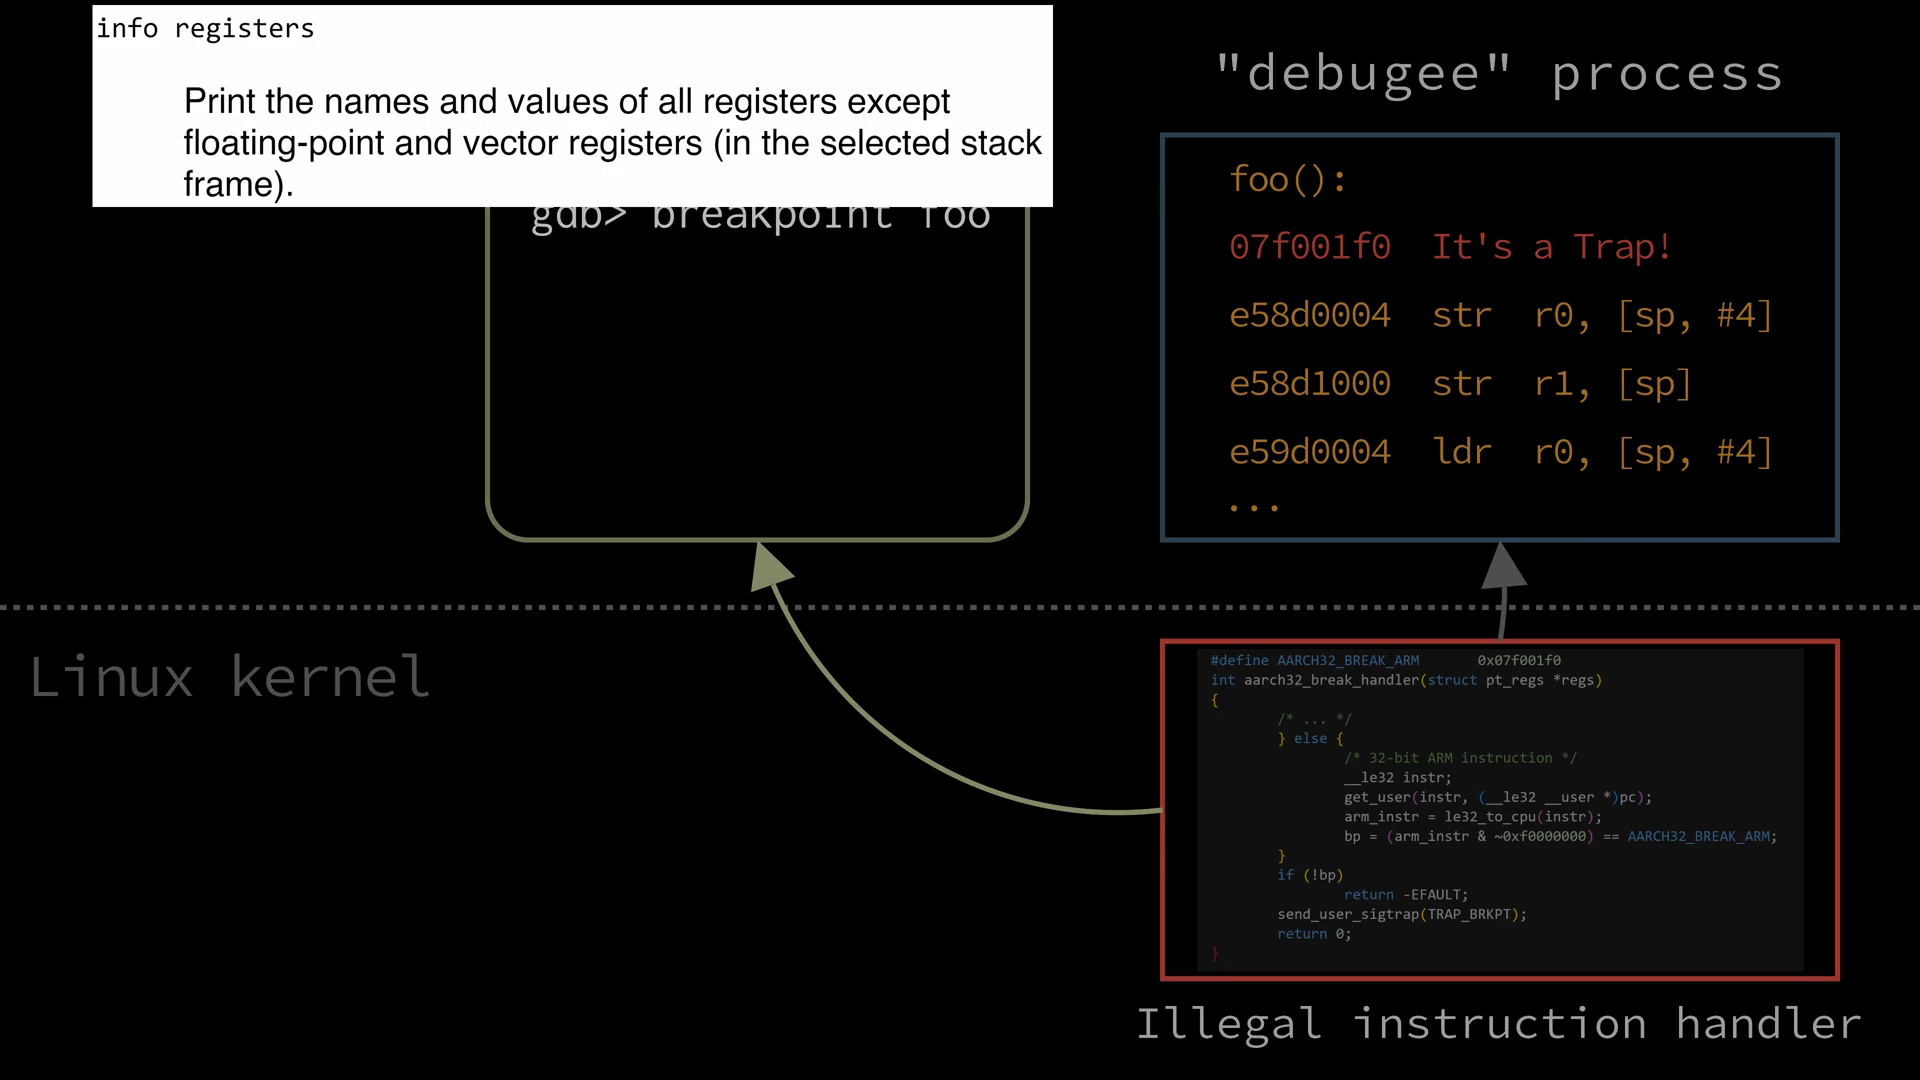 info registers
Print the names and values of all registers except
floating-point and vector registers (in the selected stack
frame).
gdb> breakpoint foo
"debugee" process
foo():
07f001f0 It's a Trap!
e58d0004 str r0, [sp, #4]
e58d1000 str r1, [sp]
e59d0004 ldr r0, [sp, #4]
...
Linux kernel
#define AARCH32_BREAK_ARM 0x07f001f0
int aarch32_break_handler(struct pt_regs *regs)
{
/* ... */
} else {
/* 32-bit ARM instruction */
__le32 instr;
get_user(instr, (__le32 __user *)pc);
arm_instr = le32_to_cpu(instr);
bp = (arm_instr & ~0xf0000000) == AARCH32_BREAK_ARM;
}
if (!bp)
return -EFAULT;
send_user_sigtrap(TRAP_BRKPT);
return 0;
}
Illegal instruction handler